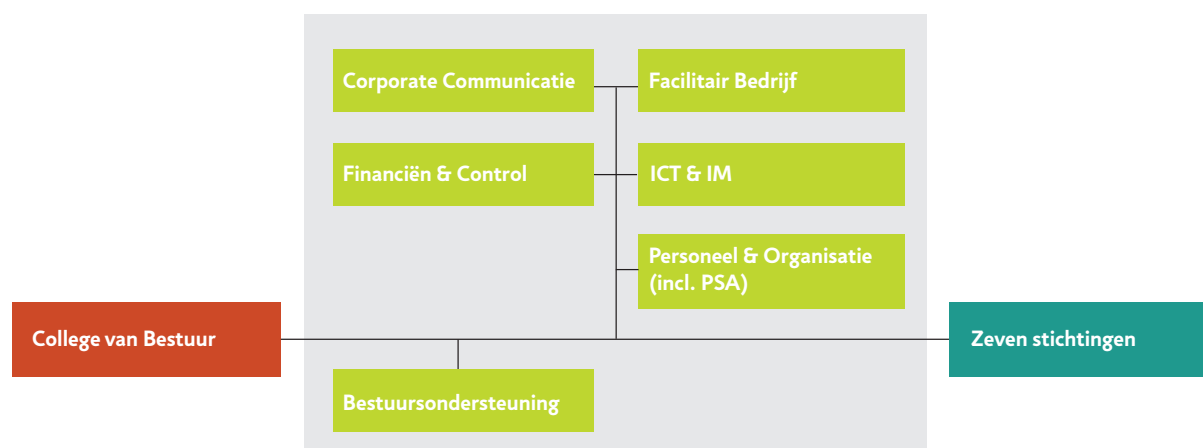 Corporate Communicatie
Facilitair Bedrijf
Financiën & Control
ICT & IM
Personeel & Organisatie
(incl. PSA)
College van Bestuur
Zeven stichtingen
Bestuursondersteuning